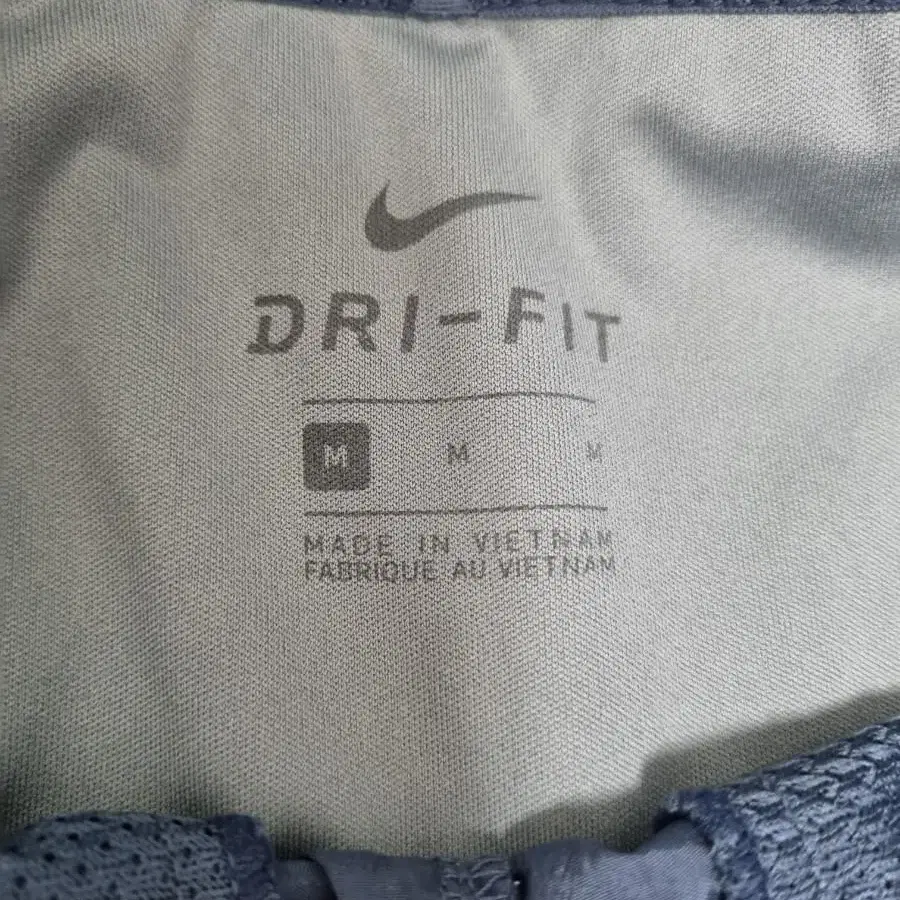 DRI-FIT
M M M
MADE IN VIETNAM
FABRIQUE AU VIETNAM